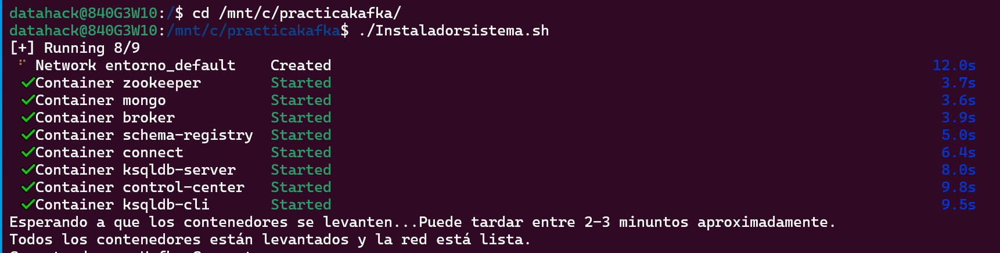 datahack@840G3W10:/$ cd /mnt/c/practicakafka/
datahack@840G3W10:/mnt/c/practicakafka$ ./Instaladorsistema.sh
[+] Running 8/9
Network entorno_default Created 12.0s
✔Container zookeeper Started 3.7s
✔Container mongo Started 3.6s
✔Container broker Started 3.9s
✔Container schema-registry Started 5.0s
✔Container connect Started 6.4s
✔Container ksqldb-server Started 8.0s
✔Container control-center Started 9.8s
✔Container ksqldb-cli Started 9.5s
Esperando a que los contenedores se levanten...Puede tardar entre 2-3 minuntos aproximadamente.
Todos los contenedores están levantados y la red está lista.